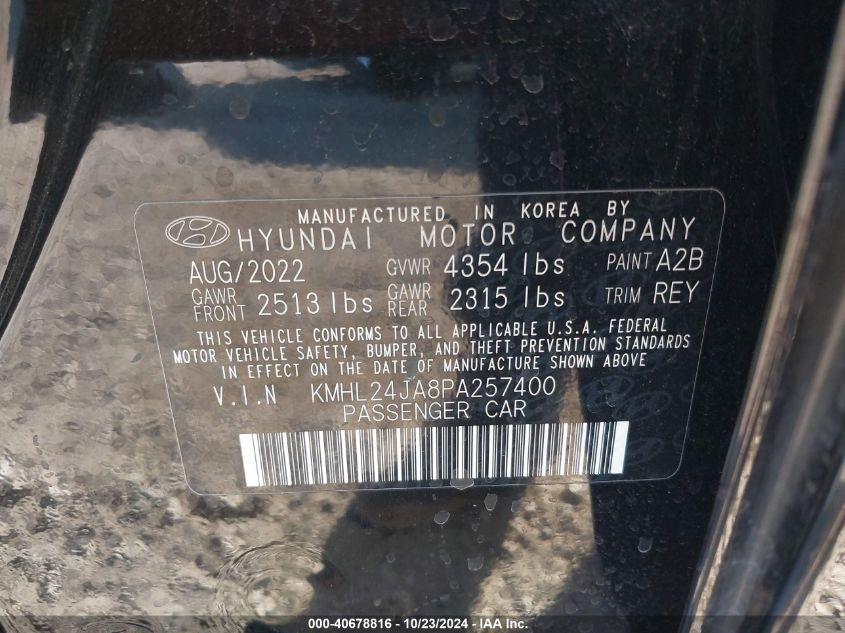 MANUFACTURED IN KOREA BY
HYUNDAI MOTOR COMPANY
AUG/2022 GVWR 4354 lbs PAINT A2B
GAWR FRONT 2513 lbs GAWR REAR 2315 lbs TRIM REY
THIS VEHICLE CONFORMS TO ALL APPLICABLE U.S.A. FEDERAL
MOTOR VEHICLE SAFETY, BUMPER, AND THEFT PREVENTION STANDARDS
IN EFFECT ON THE DATE OF MANUFACTURE SHOWN ABOVE
V.I.N KMHL24JA8PA257400
PASSENGER CAR
000-40678816 - 10/23/2024 - IAA, Inc.